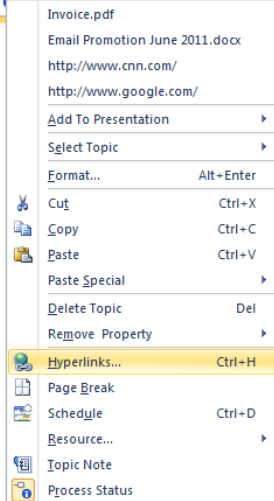 Invoice.pdf
Email Promotion June 2011.docx
http://www.cnn.com/
http://www.google.com/
Add To Presentation
Select Topic
Format... Alt+Enter
Cut Ctrl+X
Copy Ctrl+C
Paste Ctrl+V
Paste Special
Delete Topic Del
Remove Property
Hyperlinks... Ctrl+H
Page Break
Schedule Ctrl+D
Resource...
Topic Note
Process Status